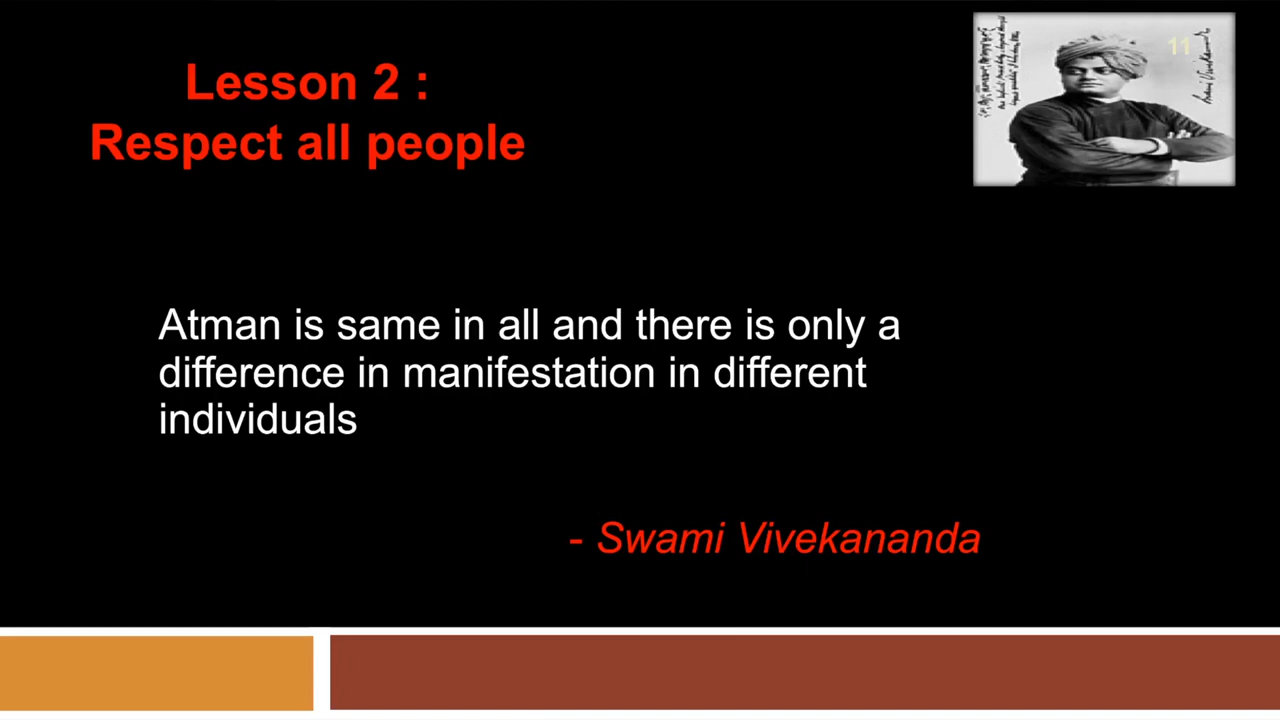 Lesson 2 :
Respect all people
11
Atman is same in all and there is only a
difference in manifestation in different
individuals
- Swami Vivekananda